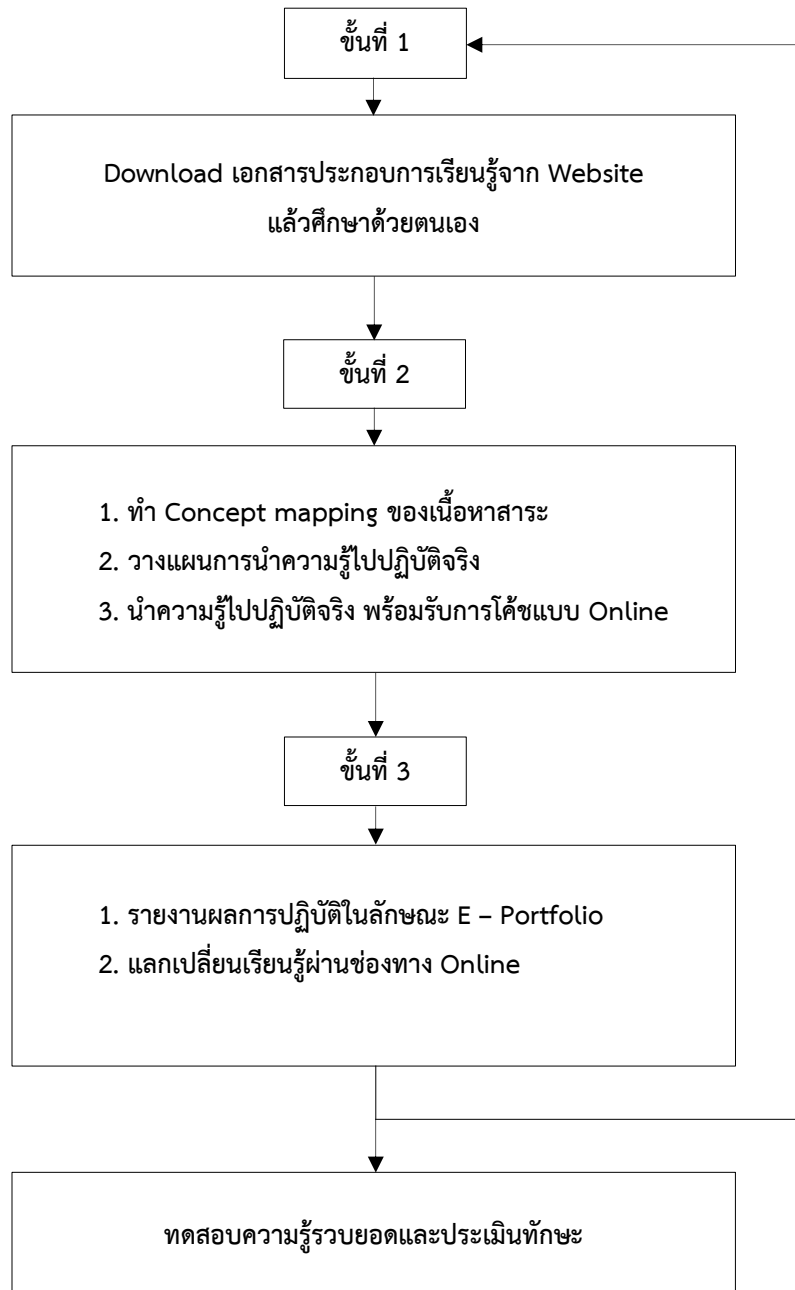 ขั้นที่ 1
Download เอกสารประกอบการเรียนรู้จาก Website
แล้วศึกษาด้วยตนเอง
ขั้นที่ 2
1. ทำ Concept mapping ของเนื้อหาสาระ
2. วางแผนการนำความรู้ไปปฏิบัติจริง
3. นำความรู้ไปปฏิบัติจริง พร้อมรับการโค้ชแบบ Online
ขั้นที่ 3
1. รายงานผลการปฏิบัติในลักษณะ E – Portfolio
2. แลกเปลี่ยนเรียนรู้ผ่านช่องทาง Online
ทดสอบความรู้รวบยอดและประเมินทักษะ